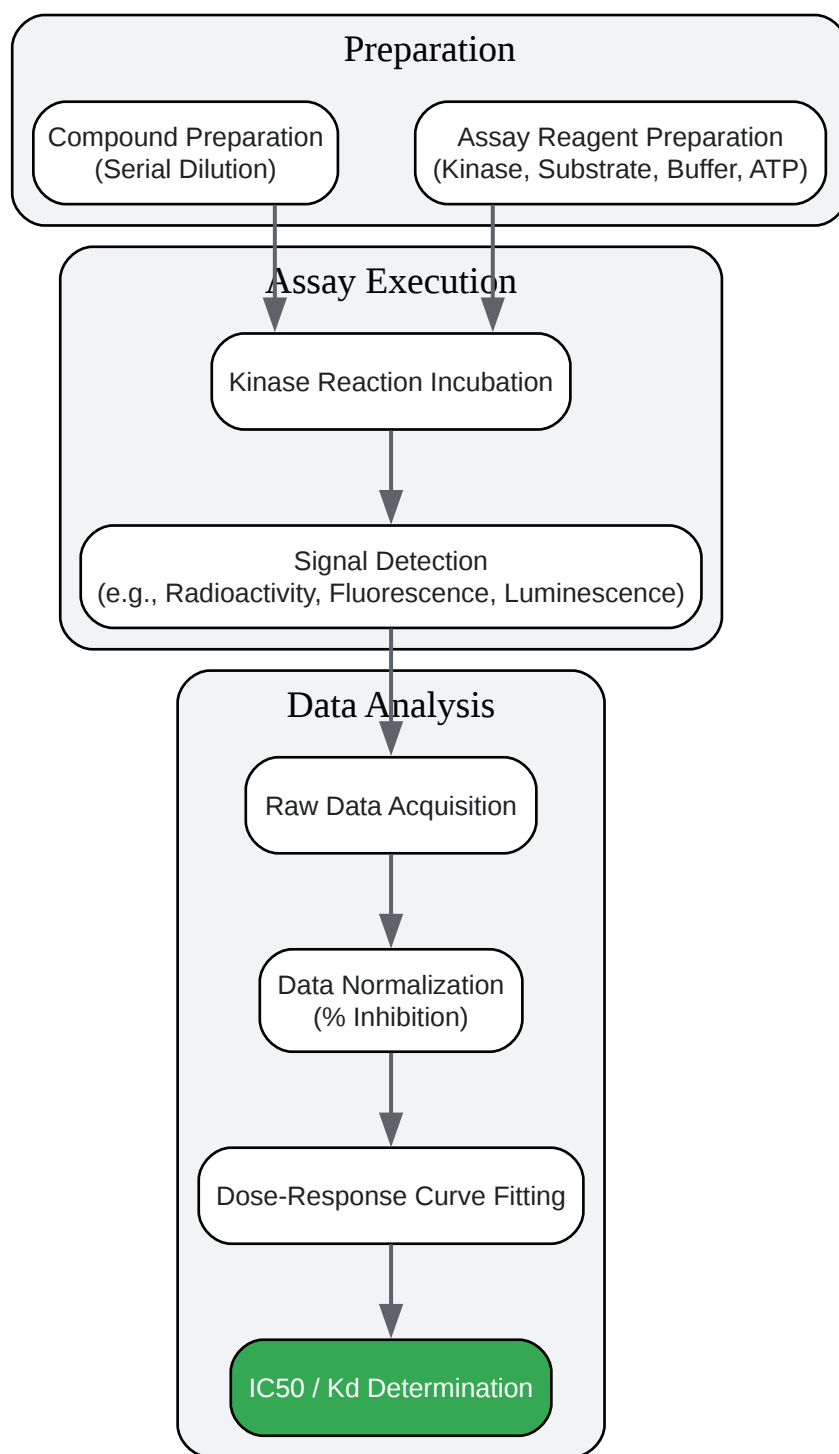 Preparation
Compound Preparation
(Serial Dilution)
Assay Reagent Preparation
(Kinase, Substrate, Buffer, ATP)
Assay Execution
Kinase Reaction Incubation
Signal Detection
(e.g., Radioactivity, Fluorescence, Luminescence)
Data Analysis
Raw Data Acquisition
Data Normalization
(% Inhibition)
Dose-Response Curve Fitting
IC50 / Kd Determination